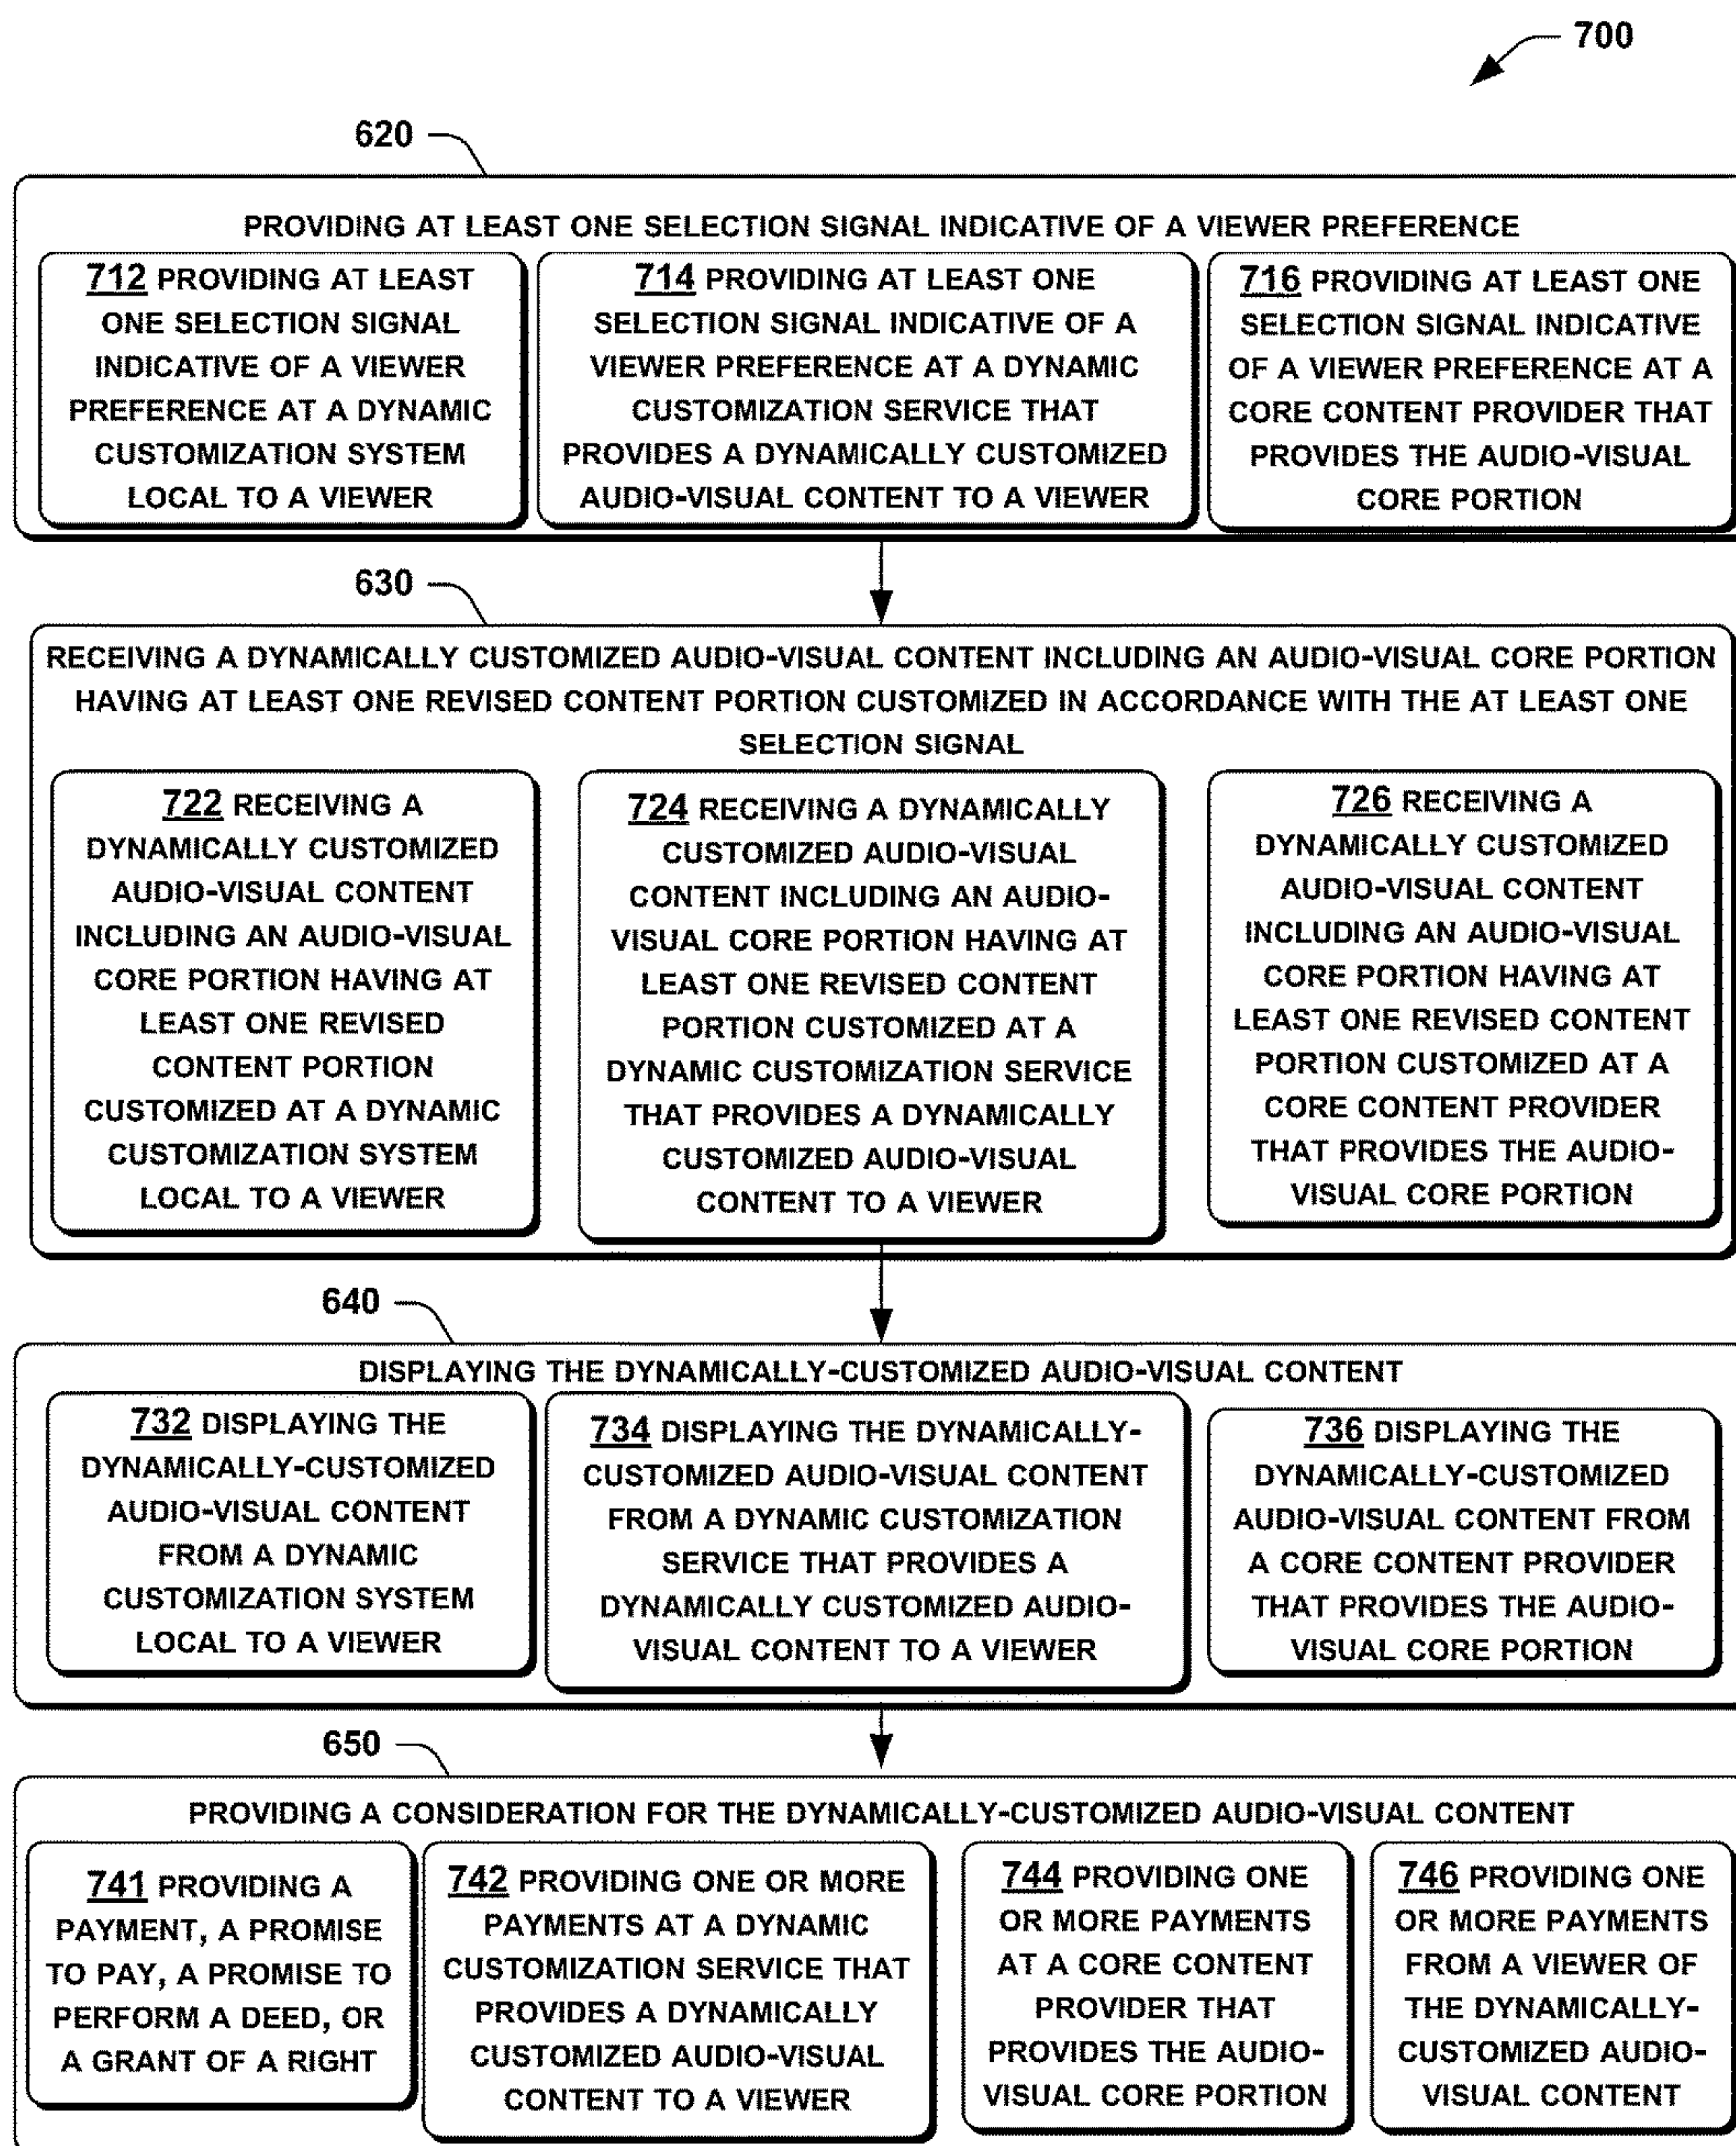 700
620
PROVIDING AT LEAST ONE SELECTION SIGNAL INDICATIVE OF A VIEWER PREFERENCE
712 PROVIDING AT LEAST
ONE SELECTION SIGNAL
INDICATIVE OF A VIEWER
PREFERENCE AT A DYNAMIC
CUSTOMIZATION SYSTEM
LOCAL TO A VIEWER
714 PROVIDING AT LEAST ONE
SELECTION SIGNAL INDICATIVE OF A
VIEWER PREFERENCE AT A DYNAMIC
CUSTOMIZATION SERVICE THAT
PROVIDES A DYNAMICALLY CUSTOMIZED
AUDIO-VISUAL CONTENT TO A VIEWER
716 PROVIDING AT LEAST ONE
SELECTION SIGNAL INDICATIVE
OF A VIEWER PREFERENCE AT A
CORE CONTENT PROVIDER THAT
PROVIDES THE AUDIO-VISUAL
CORE PORTION
630
RECEIVING A DYNAMICALLY CUSTOMIZED AUDIO-VISUAL CONTENT INCLUDING AN AUDIO-VISUAL CORE PORTION
HAVING AT LEAST ONE REVISED CONTENT PORTION CUSTOMIZED IN ACCORDANCE WITH THE AT LEAST ONE
SELECTION SIGNAL
722 RECEIVING A
DYNAMICALLY CUSTOMIZED
AUDIO-VISUAL CONTENT
INCLUDING AN AUDIO-VISUAL
CORE PORTION HAVING AT
LEAST ONE REVISED
CONTENT PORTION
CUSTOMIZED AT A DYNAMIC
CUSTOMIZATION SYSTEM
LOCAL TO A VIEWER
724 RECEIVING A DYNAMICALLY
CUSTOMIZED AUDIO-VISUAL
CONTENT INCLUDING AN AUDIO-
VISUAL CORE PORTION HAVING AT
LEAST ONE REVISED CONTENT
PORTION CUSTOMIZED AT A
DYNAMIC CUSTOMIZATION SERVICE
THAT PROVIDES A DYNAMICALLY
CUSTOMIZED AUDIO-VISUAL
CONTENT TO A VIEWER
726 RECEIVING A
DYNAMICALLY CUSTOMIZED
AUDIO-VISUAL CONTENT
INCLUDING AN AUDIO-VISUAL
CORE PORTION HAVING AT
LEAST ONE REVISED CONTENT
PORTION CUSTOMIZED AT A
CORE CONTENT PROVIDER
THAT PROVIDES THE AUDIO-
VISUAL CORE PORTION
640
DISPLAYING THE DYNAMICALLY-CUSTOMIZED AUDIO-VISUAL CONTENT
732 DISPLAYING THE
DYNAMICALLY-CUSTOMIZED
AUDIO-VISUAL CONTENT
FROM A DYNAMIC
CUSTOMIZATION SYSTEM
LOCAL TO A VIEWER
734 DISPLAYING THE DYNAMICALLY-
CUSTOMIZED AUDIO-VISUAL CONTENT
FROM A DYNAMIC CUSTOMIZATION
SERVICE THAT PROVIDES A
DYNAMICALLY CUSTOMIZED AUDIO-
VISUAL CONTENT TO A VIEWER
736 DISPLAYING THE
DYNAMICALLY-CUSTOMIZED
AUDIO-VISUAL CONTENT FROM
A CORE CONTENT PROVIDER
THAT PROVIDES THE AUDIO-
VISUAL CORE PORTION
650
PROVIDING A CONSIDERATION FOR THE DYNAMICALLY-CUSTOMIZED AUDIO-VISUAL CONTENT
741 PROVIDING A
PAYMENT, A PROMISE
TO PAY, A PROMISE TO
PERFORM A DEED, OR
A GRANT OF A RIGHT
742 PROVIDING ONE OR MORE
PAYMENTS AT A DYNAMIC
CUSTOMIZATION SERVICE THAT
PROVIDES A DYNAMICALLY
CUSTOMIZED AUDIO-VISUAL
CONTENT TO A VIEWER
744 PROVIDING ONE
OR MORE PAYMENTS
AT A CORE CONTENT
PROVIDER THAT
PROVIDES THE AUDIO-
VISUAL CORE PORTION
746 PROVIDING ONE
OR MORE PAYMENTS
FROM A VIEWER OF
THE DYNAMICALLY-
CUSTOMIZED AUDIO-
VISUAL CONTENT